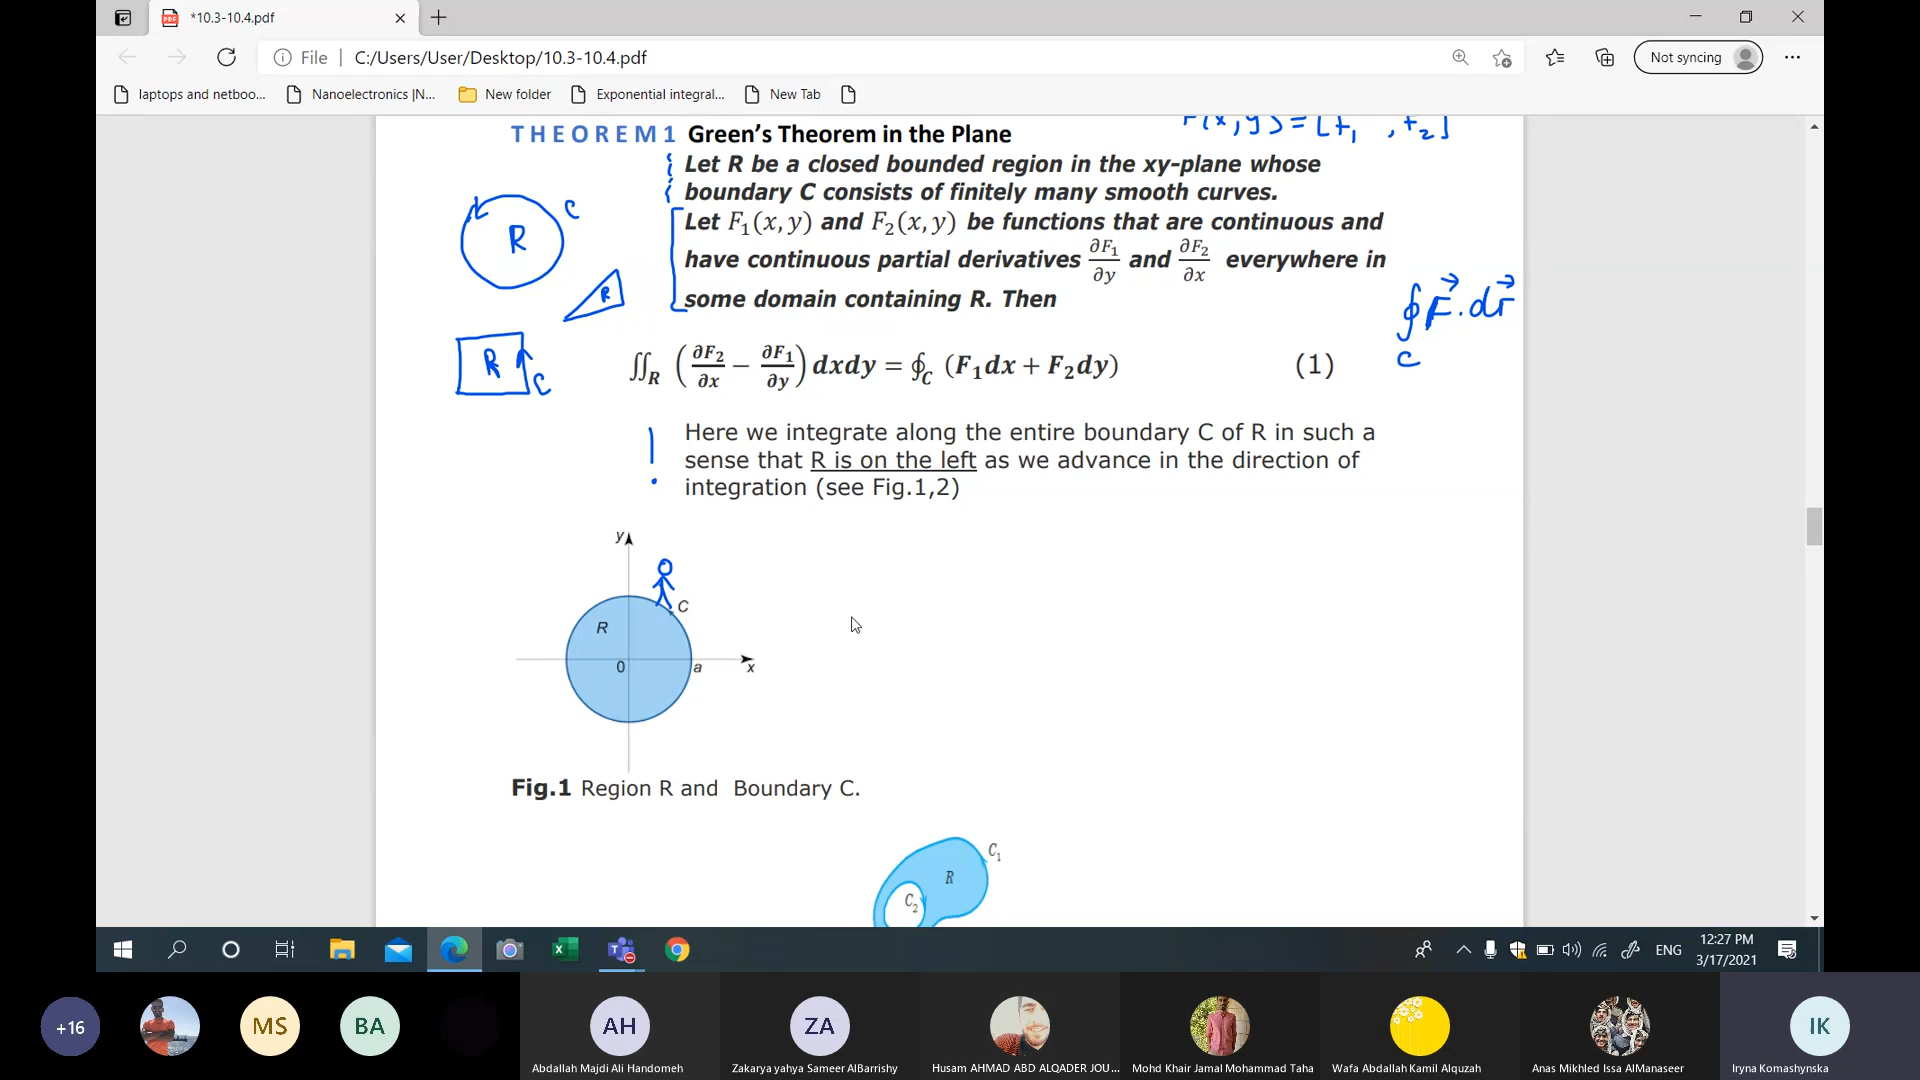 *10.3-10.4.pdf
File | C:/Users/User/Desktop/10.3-10.4.pdf
Not syncing
laptops and netboo...
Nanoelectronics |N...
New folder
Exponential integral...
New Tab
F(x,y)=[F₁ ,F₂]
THEOREM1 Green's Theorem in the Plane
Let R be a closed bounded region in the xy-plane whose
boundary C consists of finitely many smooth curves.
Let F₁(x, y) and F₂(x, y) be functions that are continuous and
have continuous partial derivatives ∂F₁/∂y and ∂F₂/∂x everywhere in
some domain containing R. Then
C
R
R
R
C
∬_R (∂F₂/∂x − ∂F₁/∂y) dxdy = ∮_C (F₁dx + F₂dy) (1)
∮_C F⃗. dr⃗
! Here we integrate along the entire boundary C of R in such a
sense that R is on the left as we advance in the direction of
integration (see Fig.1,2)
y
C
R
0
a
x
Fig.1 Region R and Boundary C.
C₁
R
C₂
ENG
12:27 PM
3/17/2021
+16
MS
BA
AH
Abdallah Majdi Ali Handomeh
ZA
Zakarya yahya Sameer AlBarrishy
Husam AHMAD ABD ALQADER JOU...
Mohd Khair Jamal Mohammad Taha
Wafa Abdallah Kamil Alquzah
Anas Mikhled Issa AlManaseer
IK
Iryna Komashynska